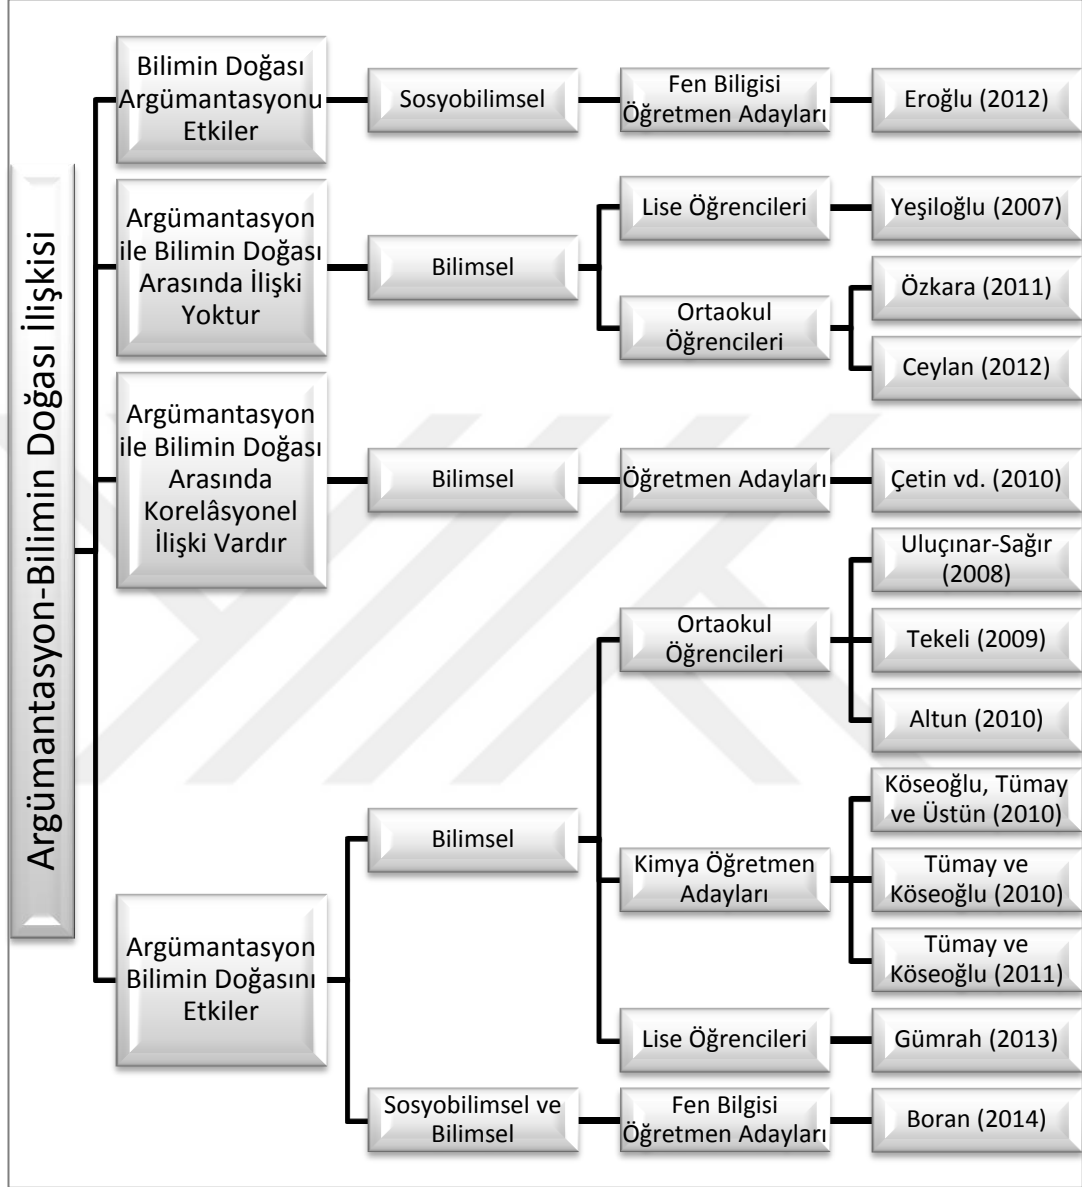 Argümantasyon-Bilimin Doğası İlişkisi
Bilimin Doğası
Argümantasyonu
Etkiler
Sosyobilimsel
Fen Biligisi
Öğretmen Adayları
Eroğlu (2012)
Argümantasyon
ile Bilimin Doğası
Arasında İlişki
Yoktur
Bilimsel
Lise Öğrencileri
Yeşiloğlu (2007)
Ortaokul
Öğrencileri
Özkara (2011)
Ceylan (2012)
Argümantasyon
ile Bilimin Doğası
Arasında
Korelâsyonel
İlişki Vardır
Bilimsel
Öğretmen Adayları
Çetin vd. (2010)
Argümantasyon
Bilimin Doğasını
Etkiler
Bilimsel
Ortaokul
Öğrencileri
Uluçınar-Sağır
(2008)
Tekeli (2009)
Altun (2010)
Kimya Öğretmen
Adayları
Köseoğlu, Tümay
ve Üstün (2010)
Tümay ve
Köseoğlu (2010)
Tümay ve
Köseoğlu (2011)
Lise Öğrencileri
Gümrah (2013)
Sosyobilimsel ve
Bilimsel
Fen Bilgisi
Öğretmen Adayları
Boran (2014)